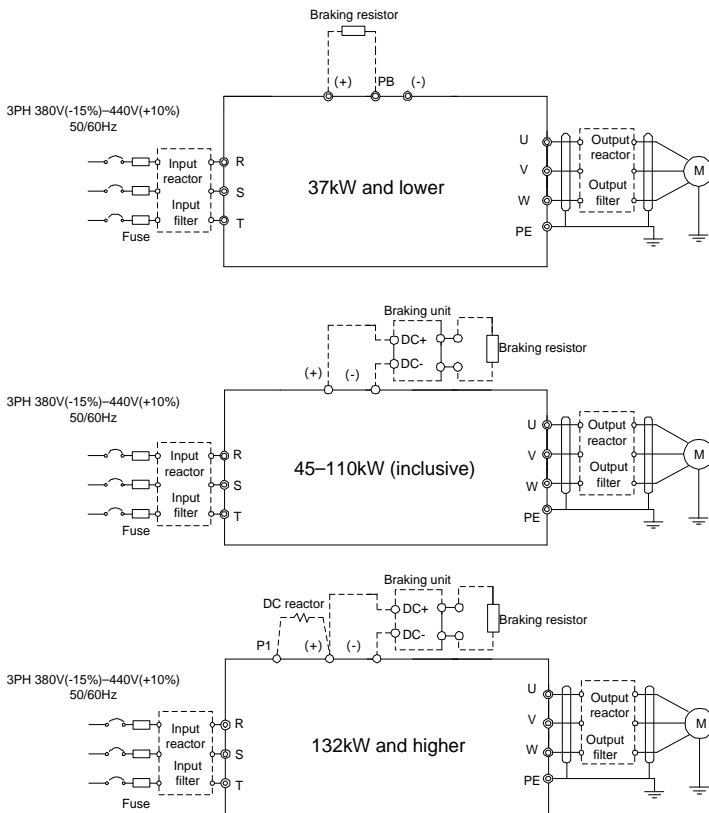 Braking resistor
(+) PB (-)
3PH 380V(-15%)–440V(+10%)
50/60Hz
Input
reactor
Input
filter
Fuse
R
S
T
37kW and lower
U
V
W
PE
Output
reactor
Output
filter
M
Braking unit
DC+
DC-
Braking resistor
(+) (-)
3PH 380V(-15%)–440V(+10%)
50/60Hz
Input
reactor
Input
filter
Fuse
R
S
T
45–110kW (inclusive)
U
V
W
PE
Output
reactor
Output
filter
M
Braking unit
DC reactor
DC+
DC-
Braking resistor
P1 (+) (-)
3PH 380V(-15%)–440V(+10%)
50/60Hz
Input
reactor
Input
filter
Fuse
R
S
T
132kW and higher
U
V
W
PE
Output
reactor
Output
filter
M